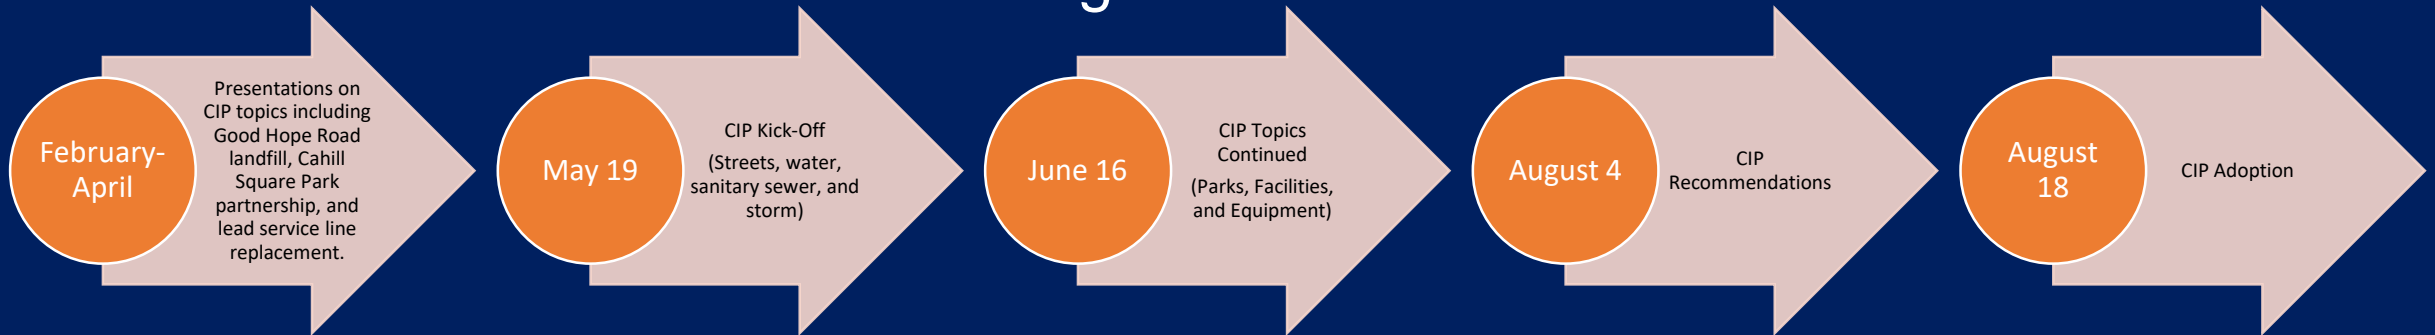 February-
April
Presentations on
CIP topics including
Good Hope Road
landfill, Cahill
Square Park
partnership, and
lead service line
replacement.
May 19
CIP Kick-Off
(Streets, water,
sanitary sewer, and
storm)
June 16
CIP Topics
Continued
(Parks, Facilities,
and Equipment)
August 4
CIP
Recommendations
August
18
CIP Adoption